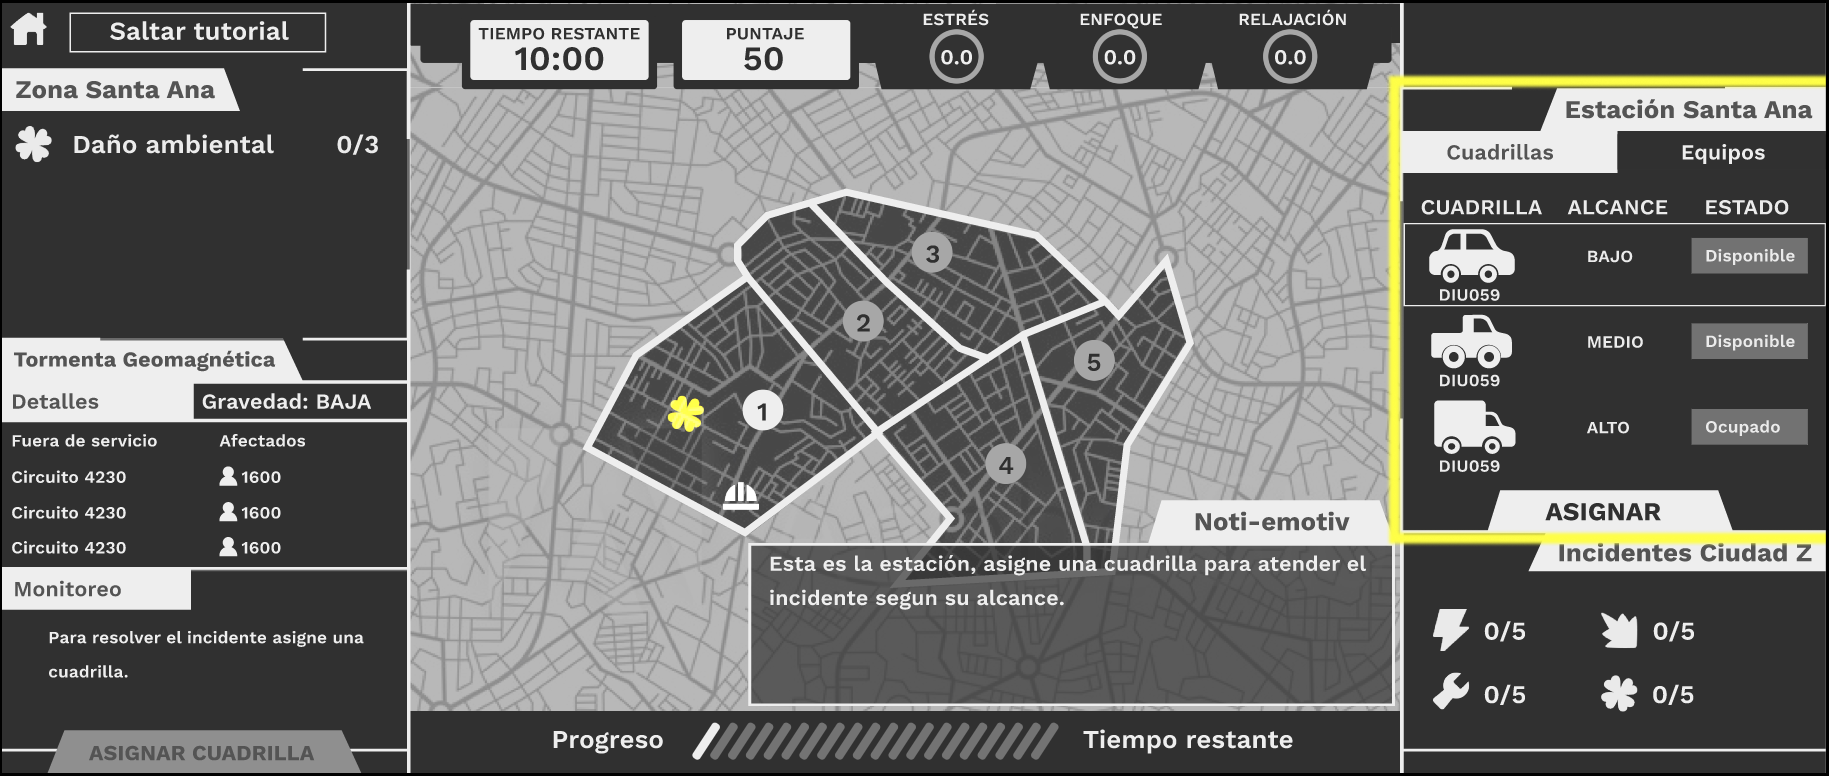 Saltar tutorial
Zona Santa Ana
Daño ambiental 0/3
Tormenta Geomagnética
Detalles Gravedad: BAJA
Fuera de servicio Afectados
Circuito 4230 1600
Circuito 4230 1600
Circuito 4230 1600
Monitoreo
Para resolver el incidente asigne una
cuadrilla.
ASIGNAR CUADRILLA
TIEMPO RESTANTE
10:00
PUNTAJE
50
ESTRÉS
0.0
ENFOQUE
0.0
RELAJACIÓN
0.0
3
2
5
1
4
Noti-emotiv
Esta es la estación, asigne una cuadrilla para atender el
incidente segun su alcance.
Progreso Tiempo restante
Estación Santa Ana
Cuadrillas Equipos
CUADRILLA ALCANCE ESTADO
BAJO Disponible
DIU059
MEDIO Disponible
DIU059
ALTO Ocupado
DIU059
ASIGNAR
Incidentes Ciudad Z
0/5 0/5
0/5 0/5